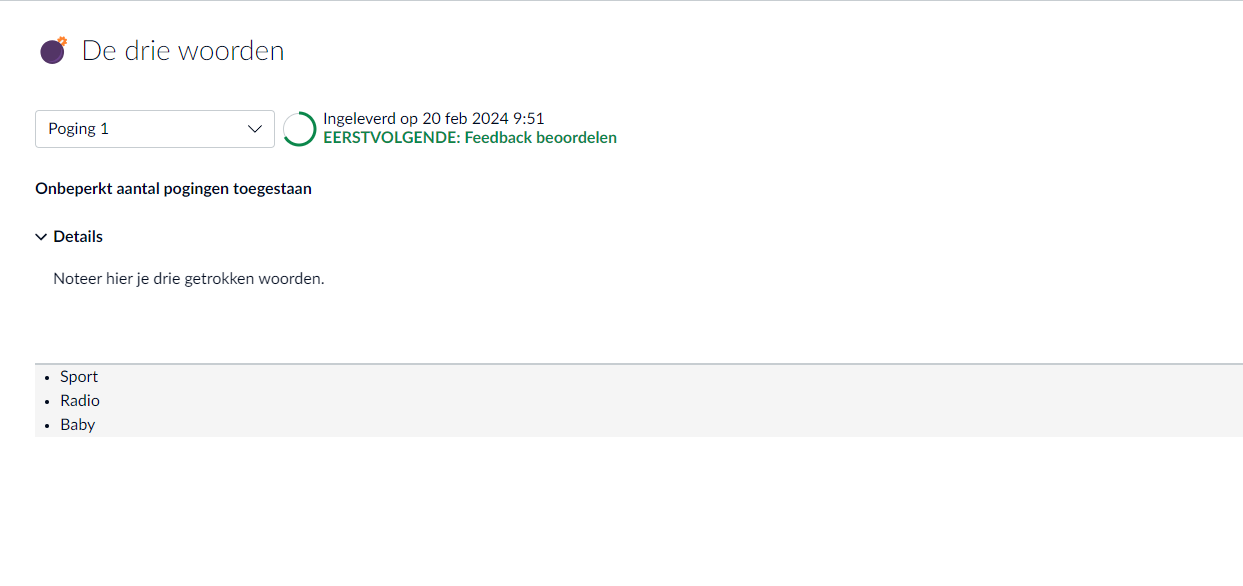 De drie woorden
Poging 1
Ingeleverd op 20 feb 2024 9:51
EERSTVOLGENDE: Feedback beoordelen
Onbeperkt aantal pogingen toegestaan
Details
Noteer hier je drie getrokken woorden.
• Sport
• Radio
• Baby